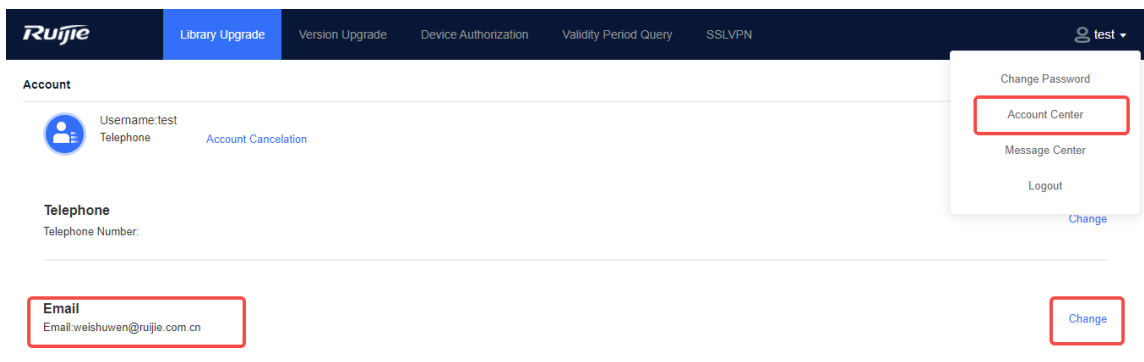 Ruijie Library Upgrade Version Upgrade Device Authorization Validity Period Query SSLVPN test
Change Password
Account
Account Center
Username:test
Telephone Account Cancelation
Message Center
Logout
Telephone
Change
Telephone Number:
Email
Email:weishuwen@ruijie.com.cn
Change